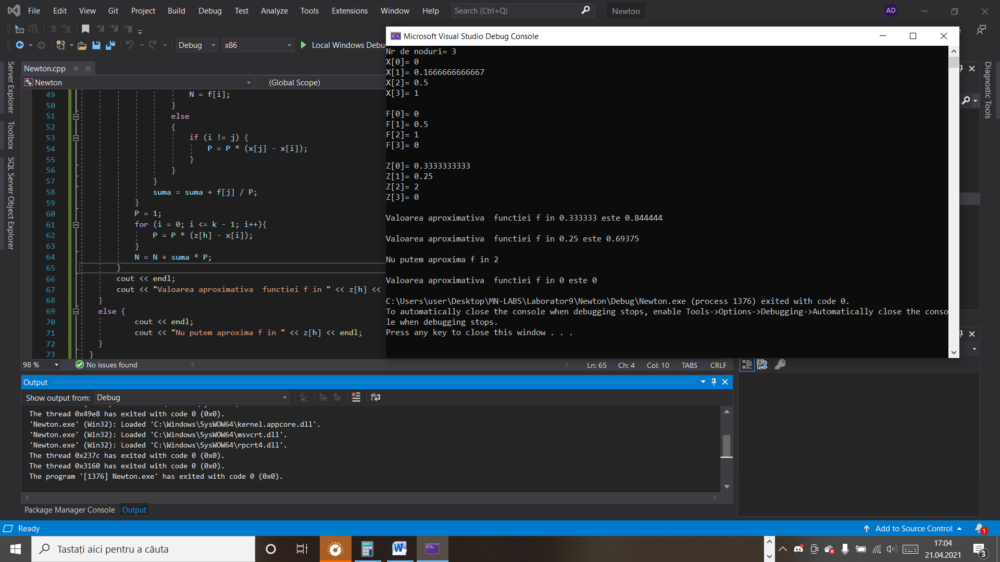 File Edit View Git Project Build Debug Test Analyze Tools Extensions Window Help Search (Ctrl+Q) Newton AD
Debug x86 Local Windows Debu
Server Explorer
Toolbox
SQL Server Object Explorer
Newton.cpp
Newton (Global Scope)
49 N = f[i];
50 }
51 else
52 {
53 if (i != j) {
54 P = P * (x[j] - x[i]);
55 }
56 }
57 }
58 suma = suma + f[j] / P;
59 }
60 P = 1;
61 for (i = 0; i <= k - 1; i++){
62 P = P * (z[h] - x[i]);
63 }
64 N = N + suma * P;
65 }
66 cout << endl;
67 cout << "Valoarea aproximativa  functiei f in " << z[h] <<
68 }
69 else {
70 cout << endl;
71 cout << "Nu putem aproxima f in " << z[h] << endl;
72 }
73 }
98 % No issues found Ln: 65 Ch: 4 Col: 10 TABS CRLF
Microsoft Visual Studio Debug Console
Nr de noduri= 3
X[0]= 0
X[1]= 0.1666666666667
X[2]= 0.5
X[3]= 1
F[0]= 0
F[1]= 0.5
F[2]= 1
F[3]= 0
Z[0]= 0.3333333333
Z[1]= 0.25
Z[2]= 2
Z[3]= 0
Valoarea aproximativa  functiei f in 0.333333 este 0.844444
Valoarea aproximativa  functiei f in 0.25 este 0.69375
Nu putem aproxima f in 2
Valoarea aproximativa  functiei f in 0 este 0
C:\Users\user\Desktop\MN-LABS\Laborator9\Newton\Debug\Newton.exe (process 1376) exited with code 0.
To automatically close the console when debugging stops, enable Tools->Options->Debugging->Automatically close the conso
le when debugging stops.
Press any key to close this window . . .
Diagnostic Tools
Output
Show output from: Debug
The thread 0x49e8 has exited with code 0 (0x0).
'Newton.exe' (Win32): Loaded 'C:\Windows\SysWOW64\kernel.appcore.dll'.
'Newton.exe' (Win32): Loaded 'C:\Windows\SysWOW64\msvcrt.dll'.
'Newton.exe' (Win32): Loaded 'C:\Windows\SysWOW64\rpcrt4.dll'.
The thread 0x237c has exited with code 0 (0x0).
The thread 0x3160 has exited with code 0 (0x0).
The program '[1376] Newton.exe' has exited with code 0 (0x0).
Package Manager Console Output
Ready Add to Source Control 1
Tastați aici pentru a căuta
17:04
21.04.2021
3